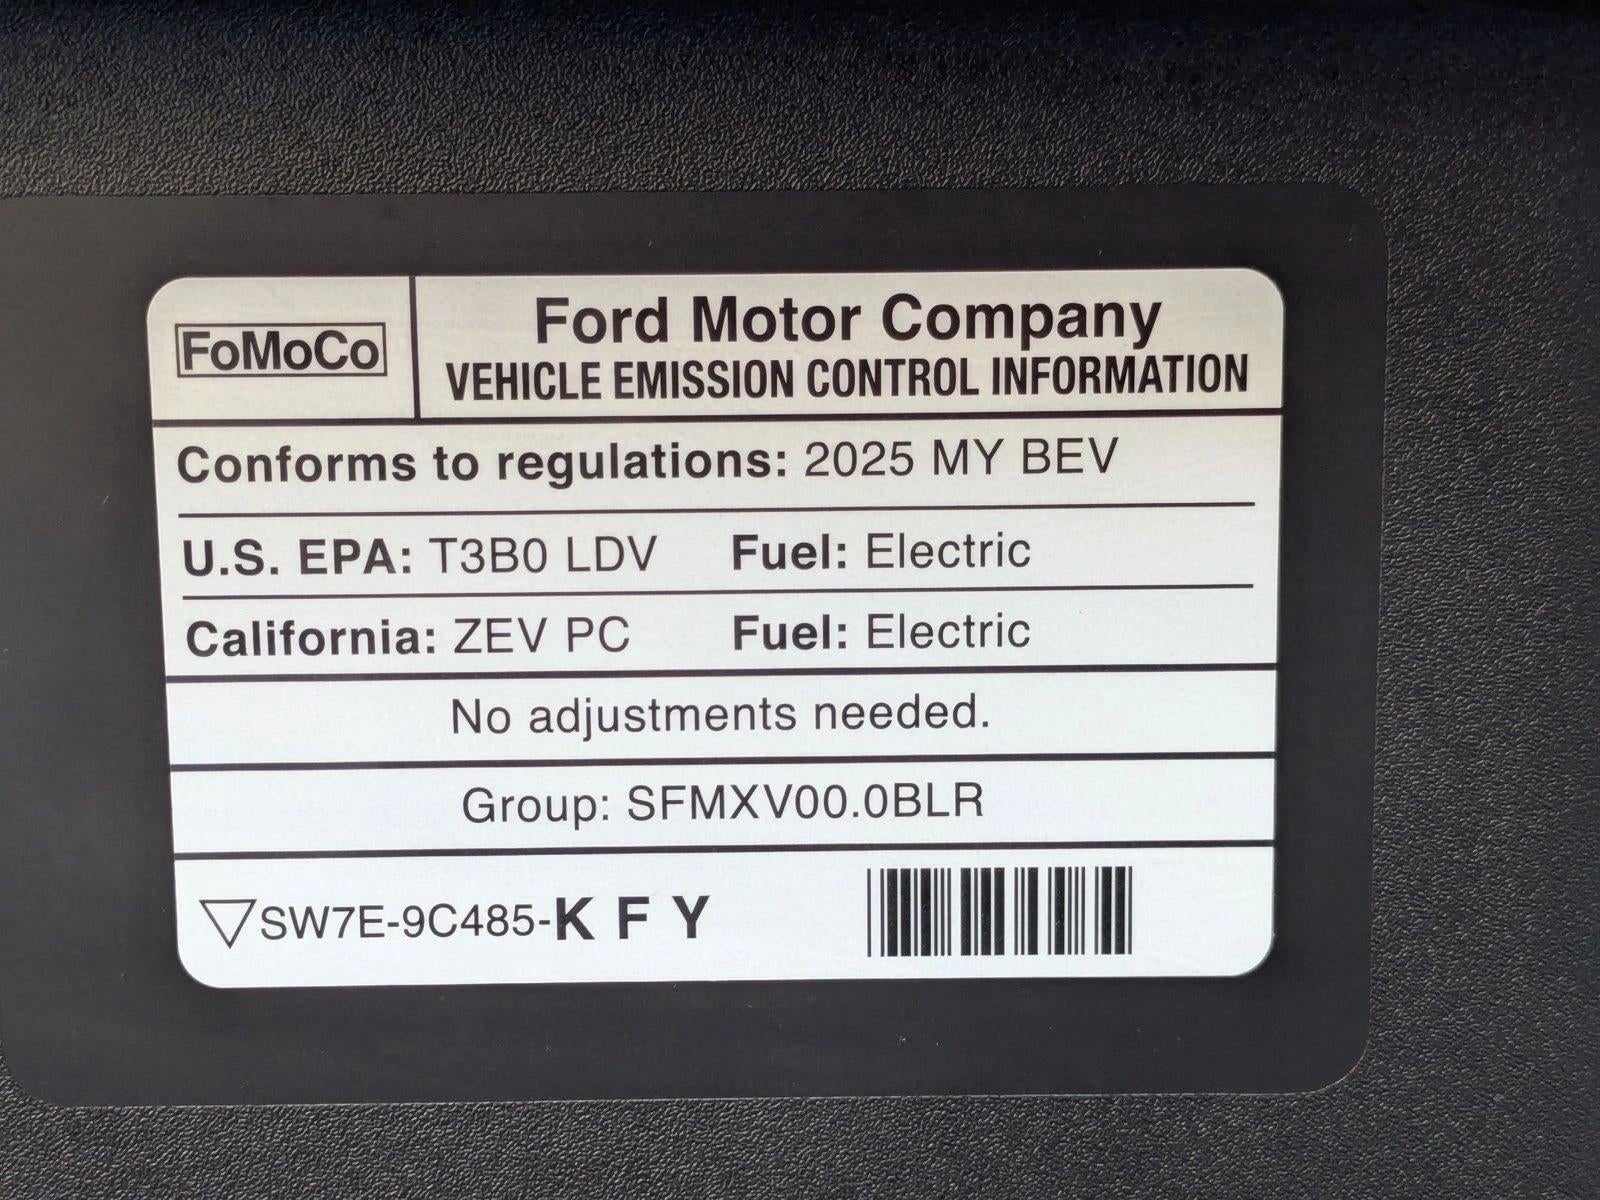 FoMoCo
Ford Motor Company
VEHICLE EMISSION CONTROL INFORMATION
Conforms to regulations: 2025 MY BEV
U.S. EPA: T3B0 LDV Fuel: Electric
California: ZEV PC Fuel: Electric
No adjustments needed.
Group: SFMXV00.0BLR
▽SW7E-9C485-K F Y